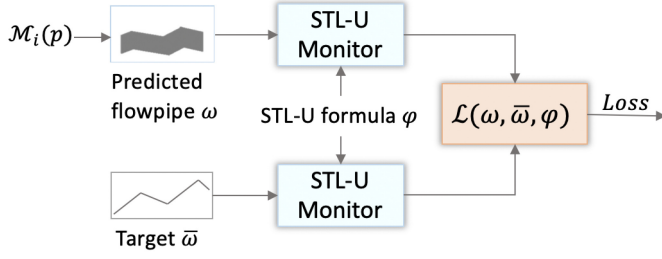 ℳᵢ(p)
Predicted
flowpipe ω
STL-U
Monitor
STL-U formula φ
STL-U
Monitor
Target ω̅
ℒ(ω, ω̅, φ)
Loss